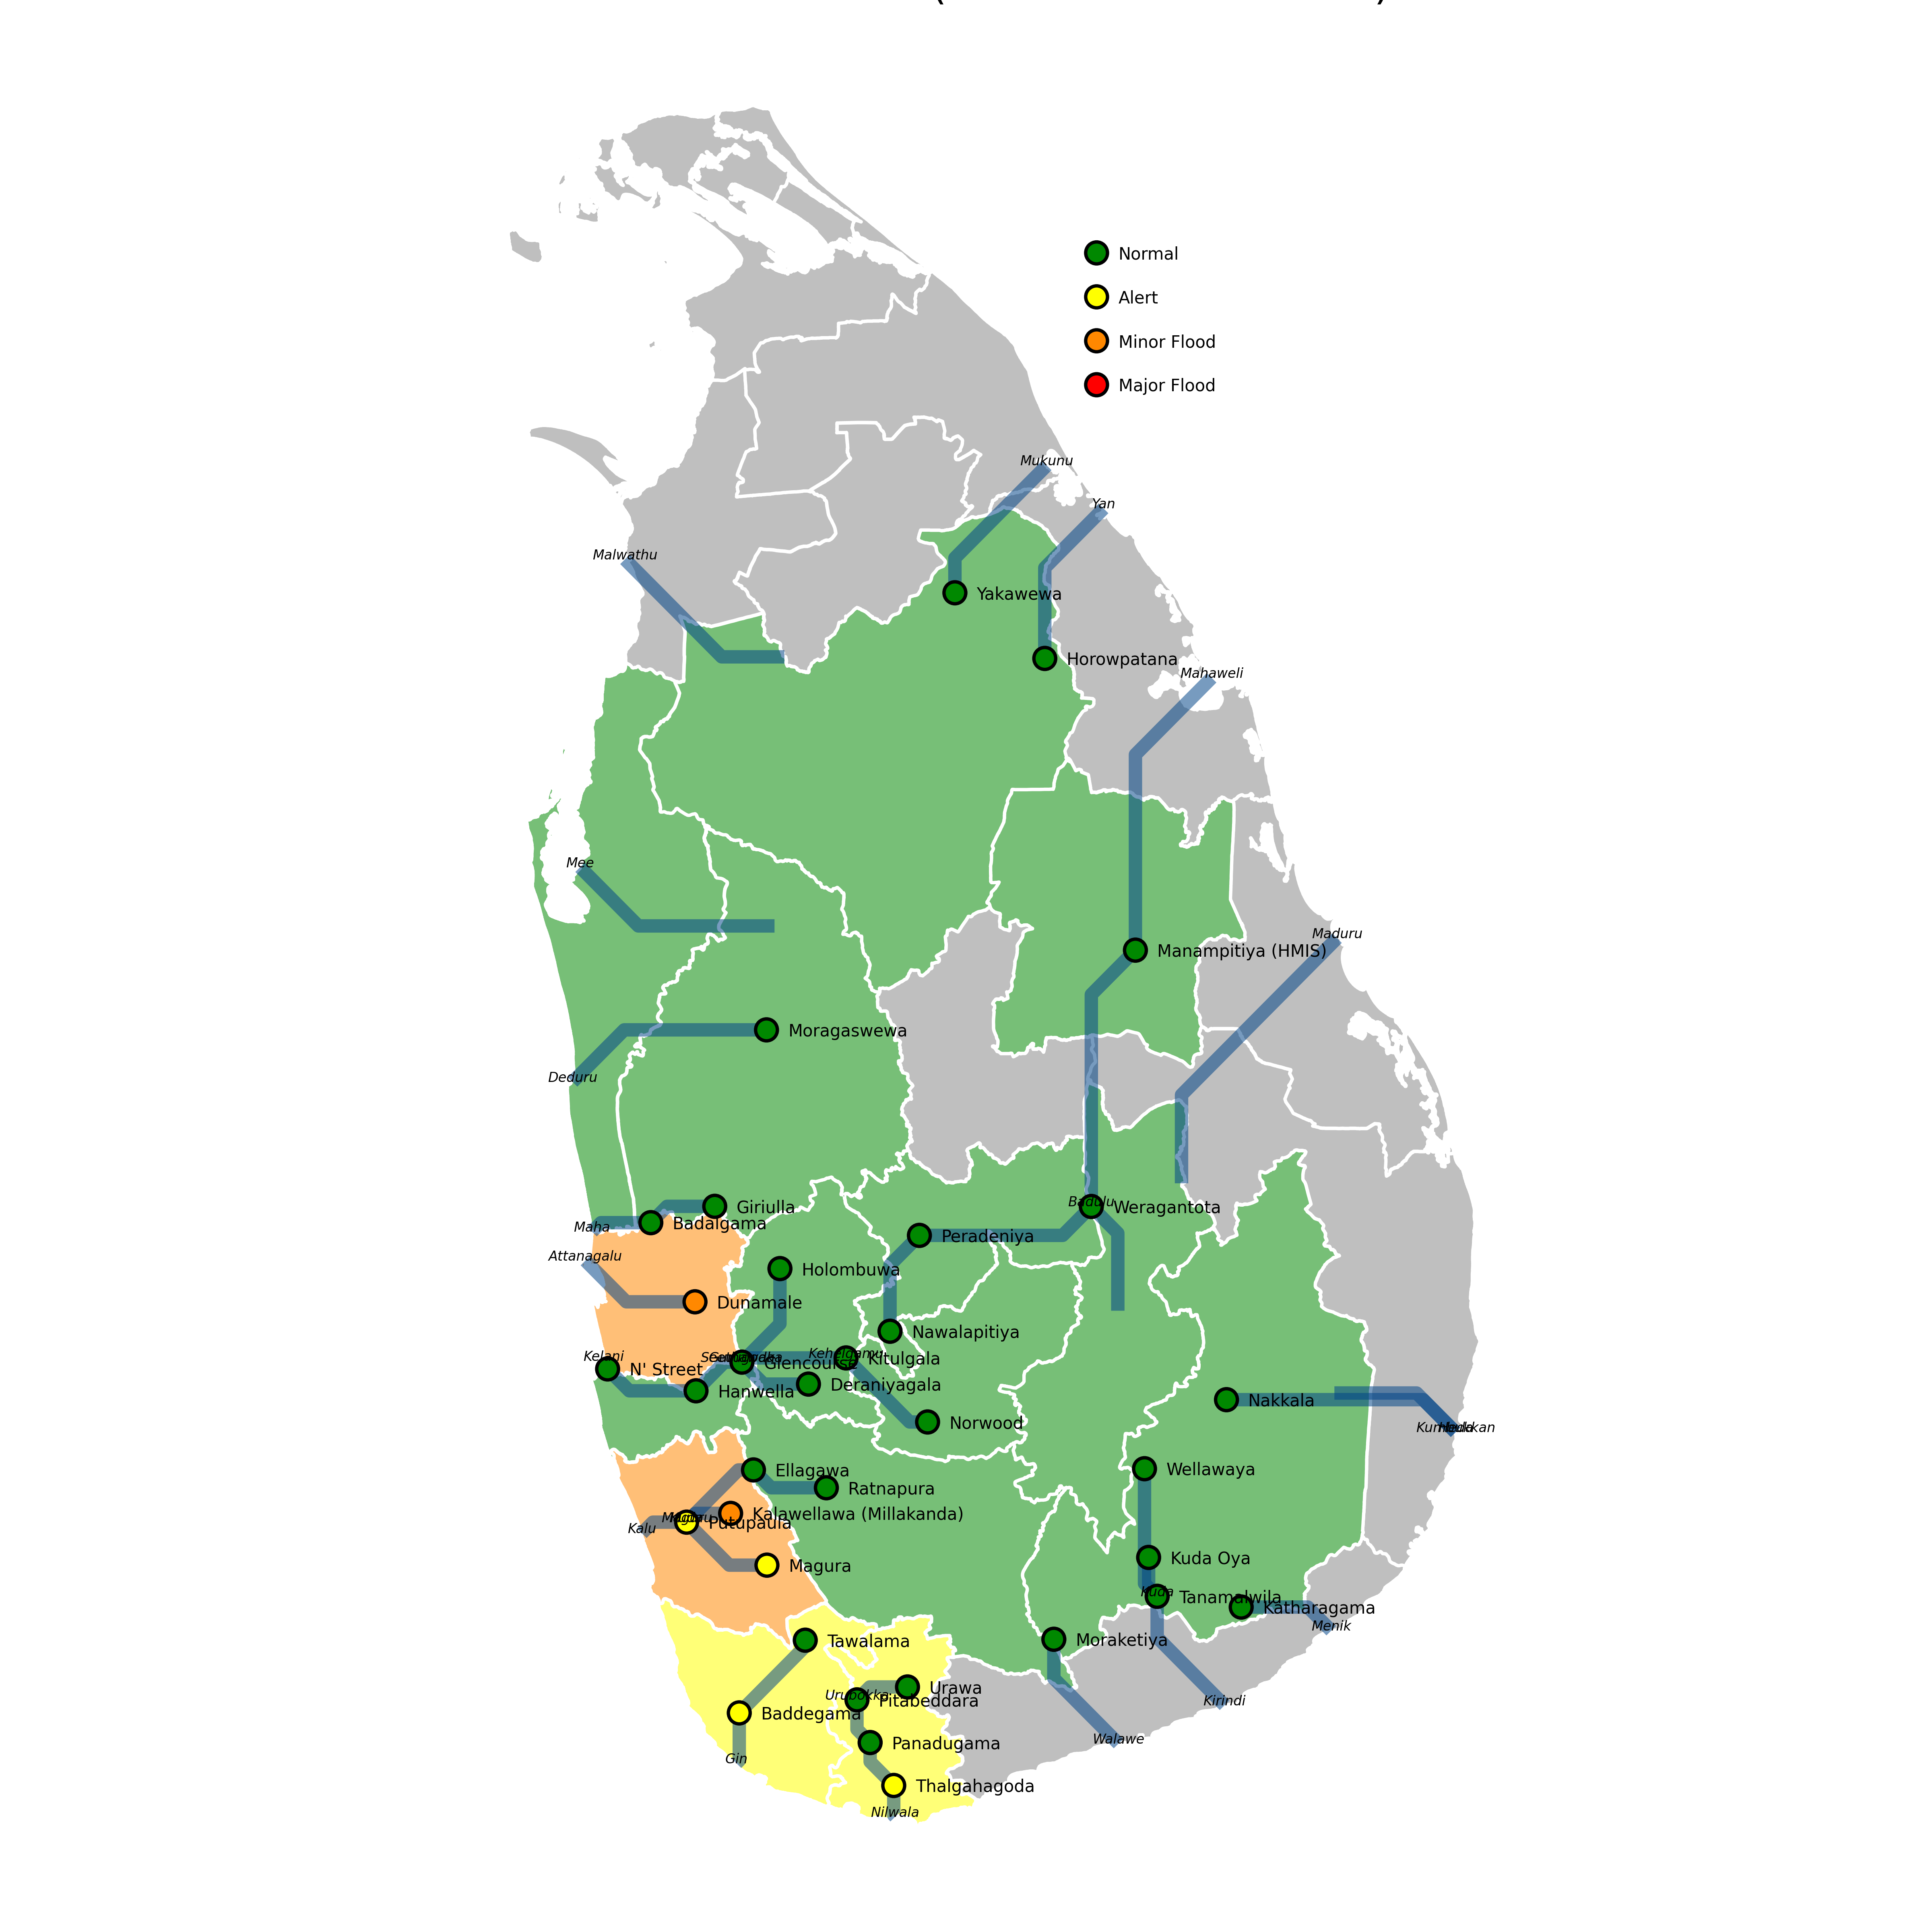 Normal
Alert
Minor Flood
Major Flood
Mukunu
Yan
Malwathu
Yakawewa
Horowpatana
Mahaweli
Mee
Maduru
Manampitiya (HMIS)
Moragaswewa
Deduru
Badulu
Giriulla
Weragantota
Maha
Badalgama
Peradeniya
Attanagalu
Holombuwa
Dunamale
Nawalapitiya
Kelani
Kehelgamu
Kitulgala
N' Street
Glencourse
Hanwella
Deraniyagala
Nakkala
Norwood
Ellagawa
Wellawaya
Ratnapura
Kalawellawa (Millakanda)
Kalu
Putupaula
Magura
Kuda Oya
Kuda
Tanamalwila
Katharagama
Menik
Tawalama
Moraketiya
Urawa
Urubokka
Pitabeddara
Kirindi
Baddegama
Panadugama
Walawe
Gin
Thalgahagoda
Nilwala